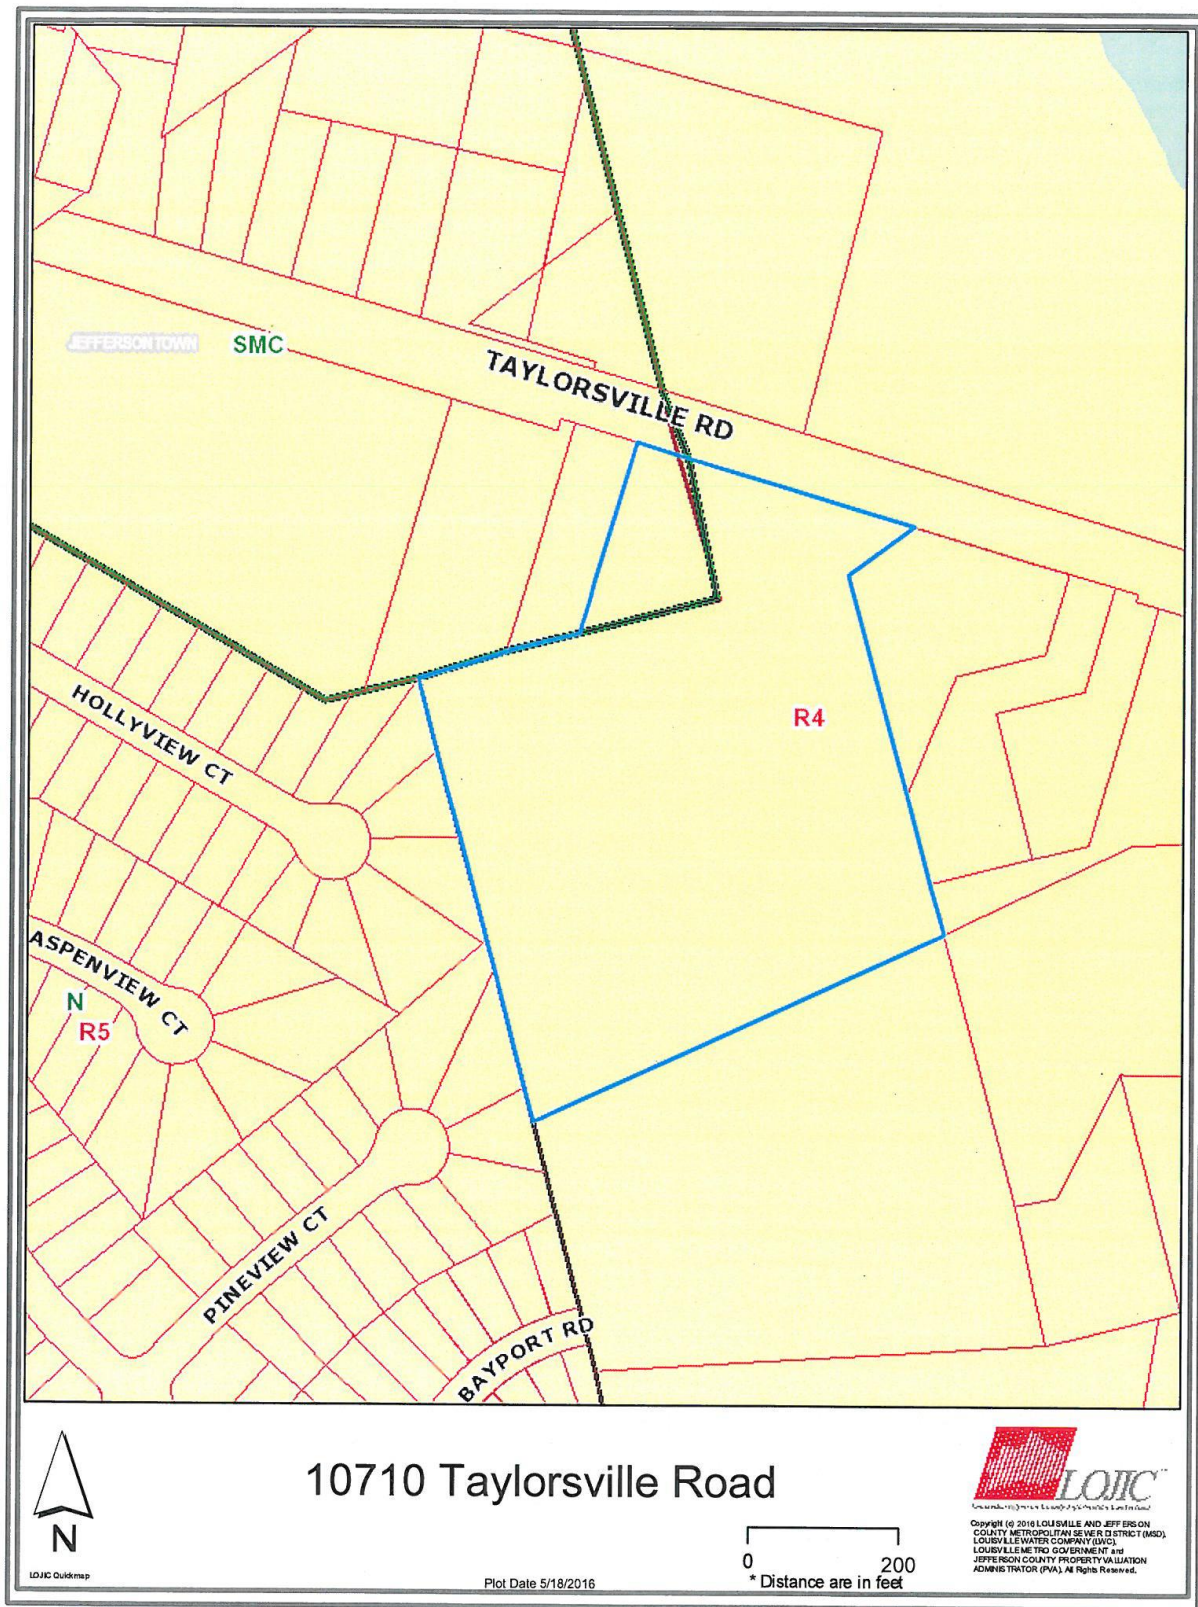 JEFFERSONTOWN
SMC
TAYLORSVILLE RD
HOLLYVIEW CT
R4
ASPENVIEW CT
N
R5
PINEVIEW CT
BAYPORT RD
N
10710 Taylorsville Road
LOJIC
Copyright (c) 2016 LOUISVILLE AND JEFFERSON
COUNTY METROPOLITAN SEWER DISTRICT (MSD),
LOUISVILLE WATER COMPANY (LWC),
LOUISVILLE METRO GOVERNMENT and
JEFFERSON COUNTY PROPERTY VALUATION
ADMINISTRATOR (PVA). All Rights Reserved.
0 200
* Distance are in feet
LOJIC Quickmap
Plot Date 5/18/2016